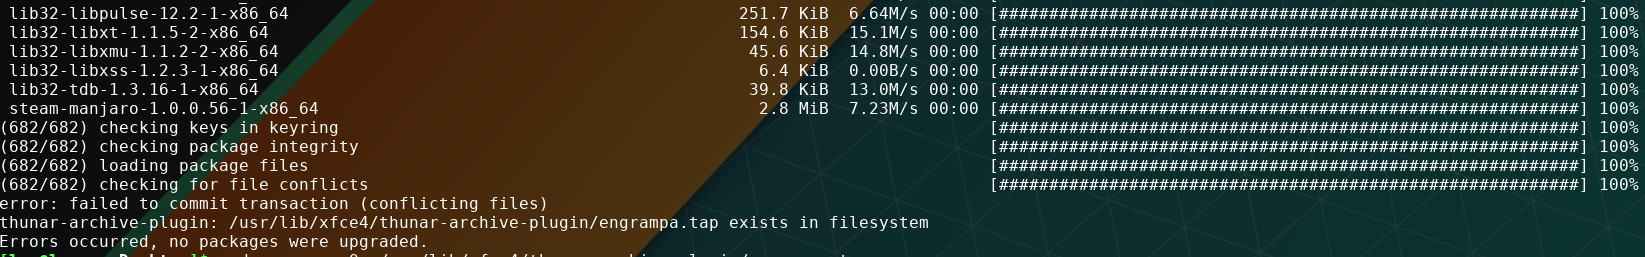 lib32-libpulse-12.2-1-x86_64 251.7 KiB 6.64M/s 00:00 [##########################################################] 100%
lib32-libxt-1.1.5-2-x86_64 154.6 KiB 15.1M/s 00:00 [##########################################################] 100%
lib32-libxmu-1.1.2-2-x86_64 45.6 KiB 14.8M/s 00:00 [##########################################################] 100%
lib32-libxss-1.2.3-1-x86_64 6.4 KiB 0.00B/s 00:00 [##########################################################] 100%
lib32-tdb-1.3.16-1-x86_64 39.8 KiB 13.0M/s 00:00 [##########################################################] 100%
steam-manjaro-1.0.0.56-1-x86_64 2.8 MiB 7.23M/s 00:00 [##########################################################] 100%
(682/682) checking keys in keyring [##########################################################] 100%
(682/682) checking package integrity [##########################################################] 100%
(682/682) loading package files [##########################################################] 100%
(682/682) checking for file conflicts [##########################################################] 100%
error: failed to commit transaction (conflicting files)
thunar-archive-plugin: /usr/lib/xfce4/thunar-archive-plugin/engrampa.tap exists in filesystem
Errors occurred, no packages were upgraded.